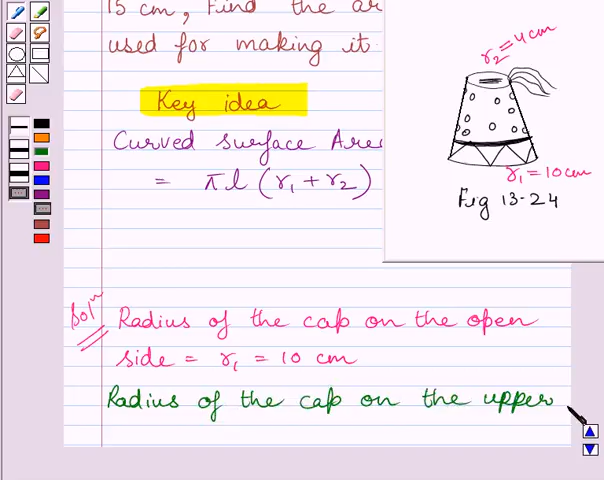 15 cm, Find the ar
used for making it
Key idea
Curved surface Area
= πl (r₁ + r₂)
r₂ = 4 cm
r₁ = 10 cm
Fig 13.24
Solⁿ
Radius of the cap on the open
side = r₁ = 10 cm
Radius of the cap on the upper